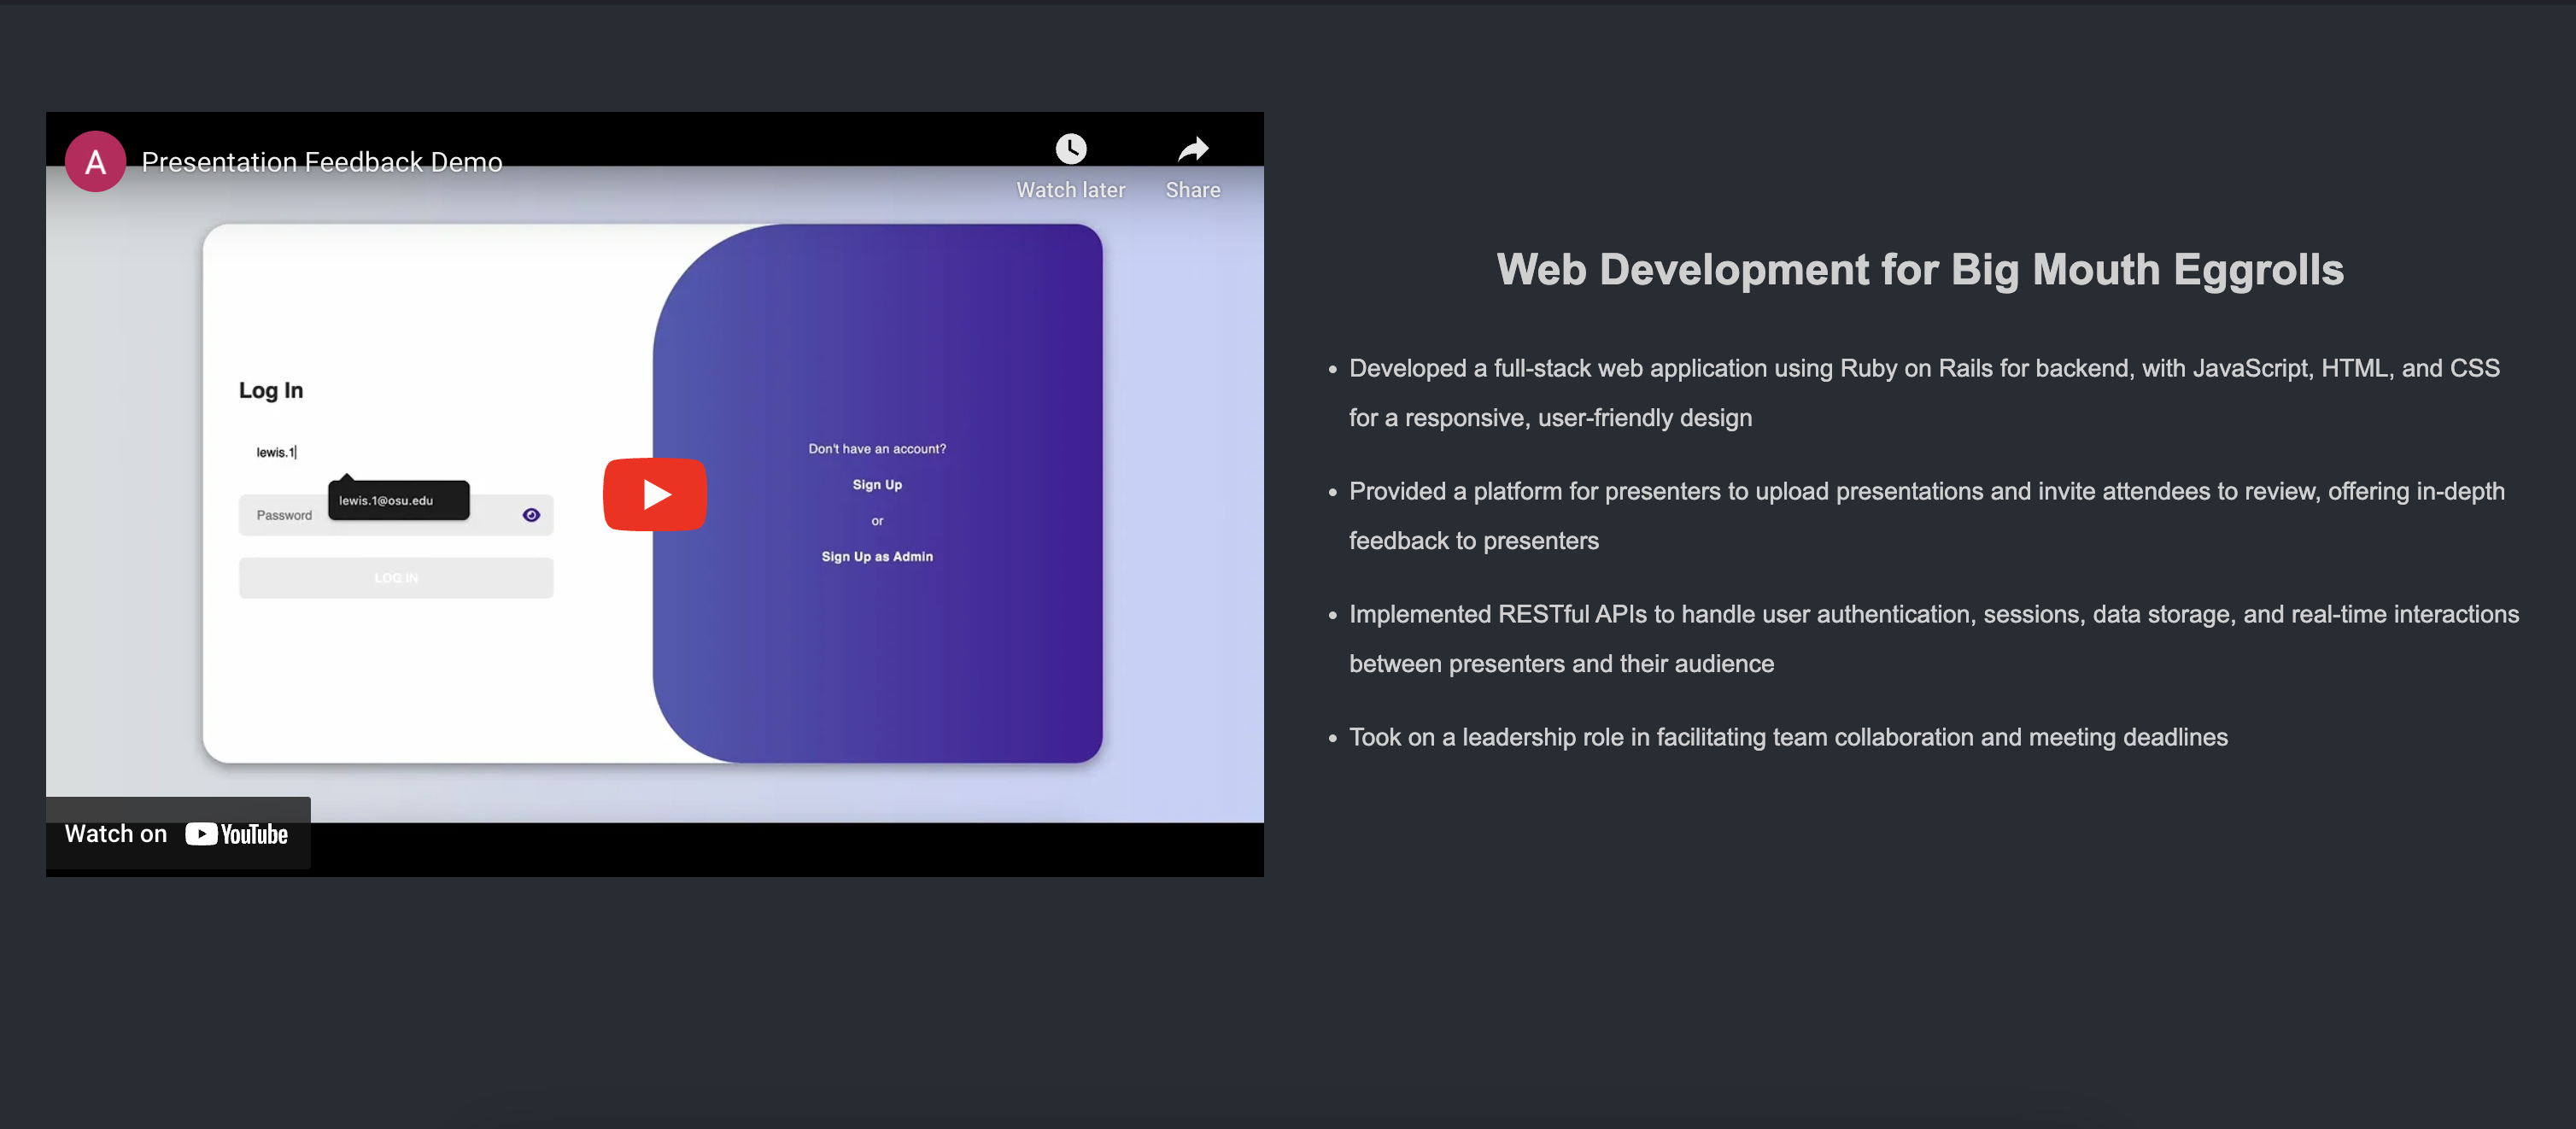 A
Presentation Feedback Demo
Watch later
Share
Log In
lewis.1
lewis.1@osu.edu
Password
LOG IN
Don't have an account?
Sign Up
or
Sign Up as Admin
Watch on YouTube
Web Development for Big Mouth Eggrolls
• Developed a full-stack web application using Ruby on Rails for backend, with JavaScript, HTML, and CSS
for a responsive, user-friendly design
• Provided a platform for presenters to upload presentations and invite attendees to review, offering in-depth
feedback to presenters
• Implemented RESTful APIs to handle user authentication, sessions, data storage, and real-time interactions
between presenters and their audience
• Took on a leadership role in facilitating team collaboration and meeting deadlines